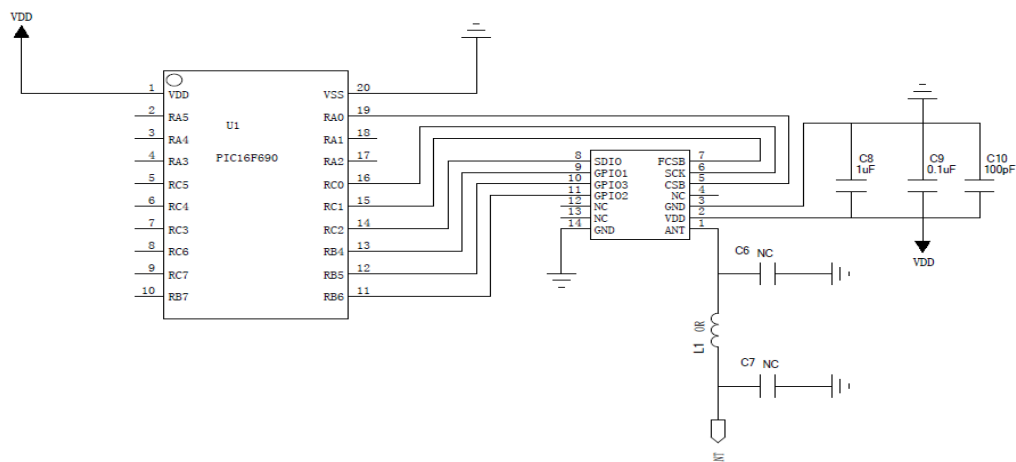 VDD
1 VDD VSS 20
2 RA5 RA0 19
3 RA4 RA1 18
4 RA3 RA2 17
5 RC5 RC0 16
6 RC4 RC1 15
7 RC3 RC2 14
8 RC6 RB4 13
9 RC7 RB5 12
10 RB7 RB6 11
U1
PIC16F690
8 SDIO FCSB 7
9 GPIO1 SCK 6
10 GPIO3 CSB 5
11 GPIO2 NC 4
12 NC GND 3
13 NC VDD 2
14 GND ANT 1
C8
1uF
C9
0.1uF
C10
100pF
VDD
C6 NC
L1 0R
C7 NC
NT